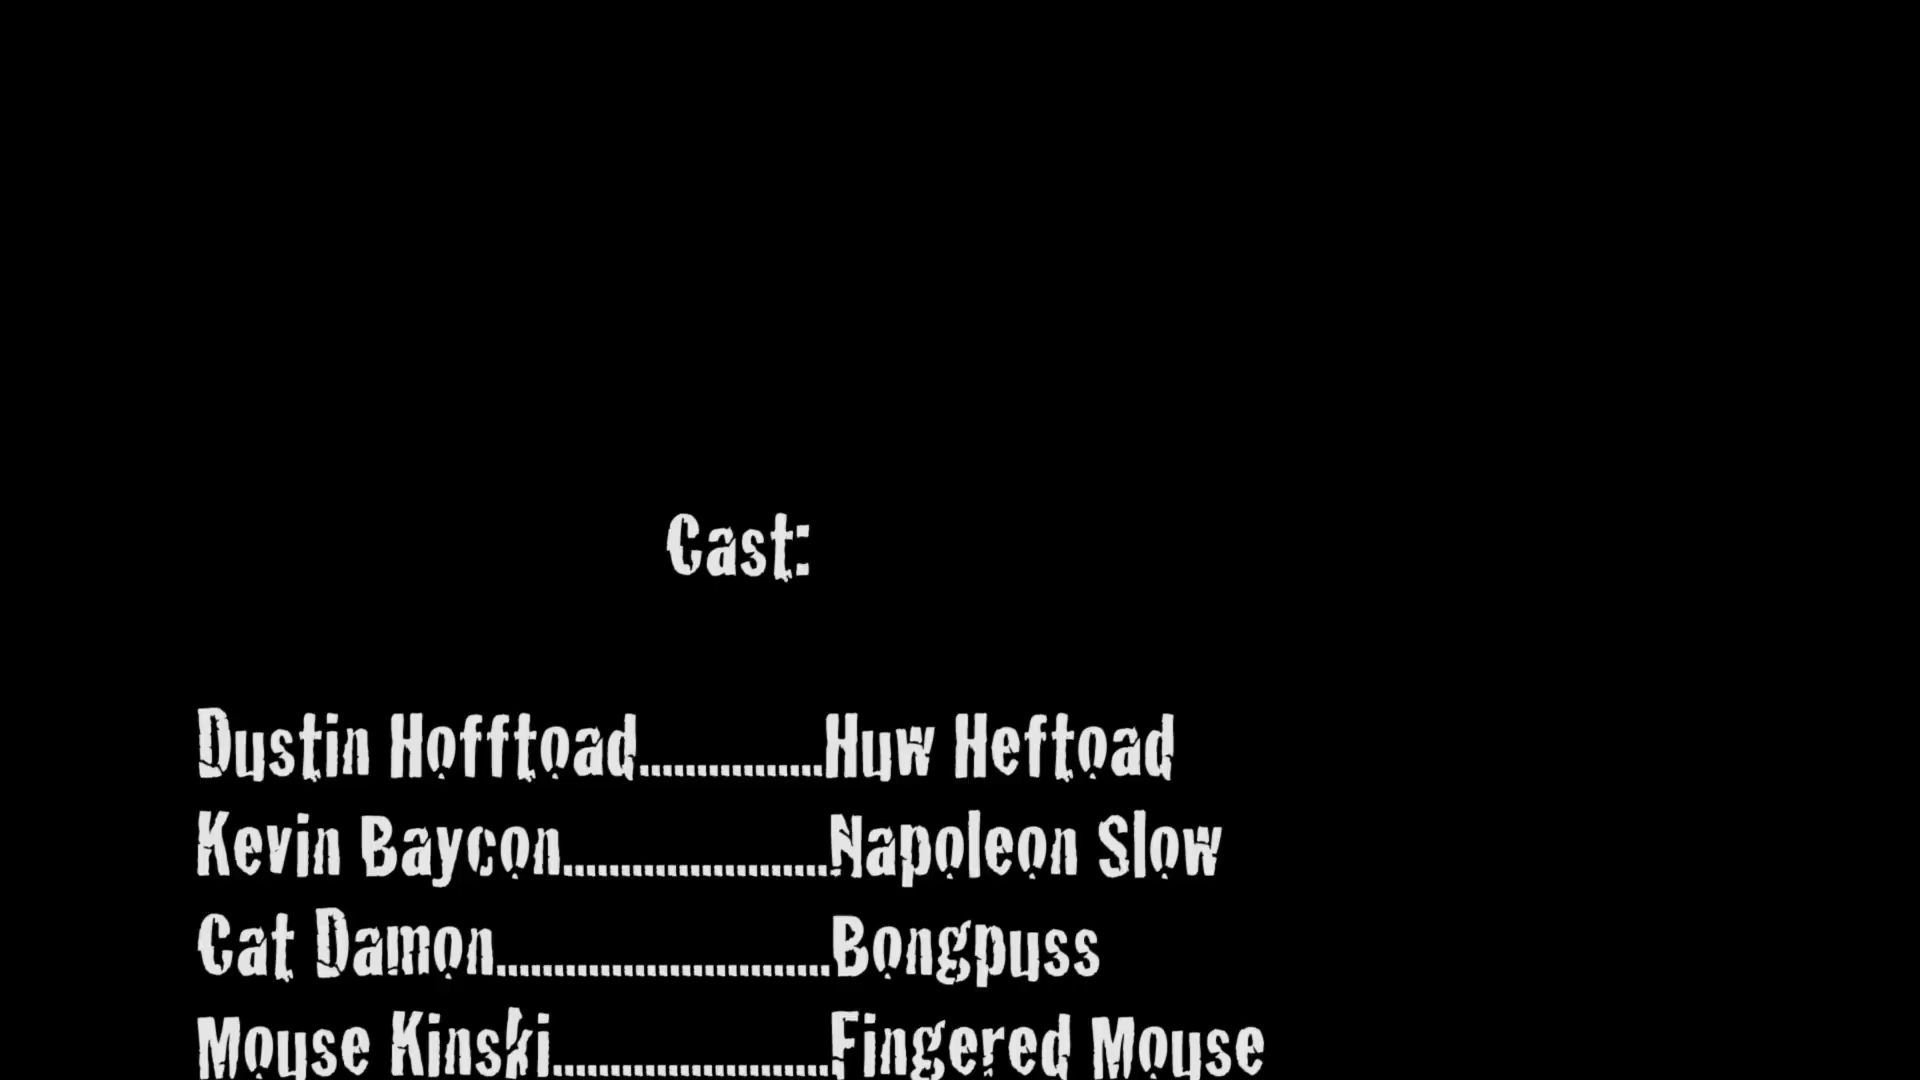 Cast:
Dustin Hofftoad................Huw Heftoad
Kevin Baycon.......................Napoleon Slow
Cat Damon.............................Bongpuss
Mouse Kinski........................Fingered Mouse